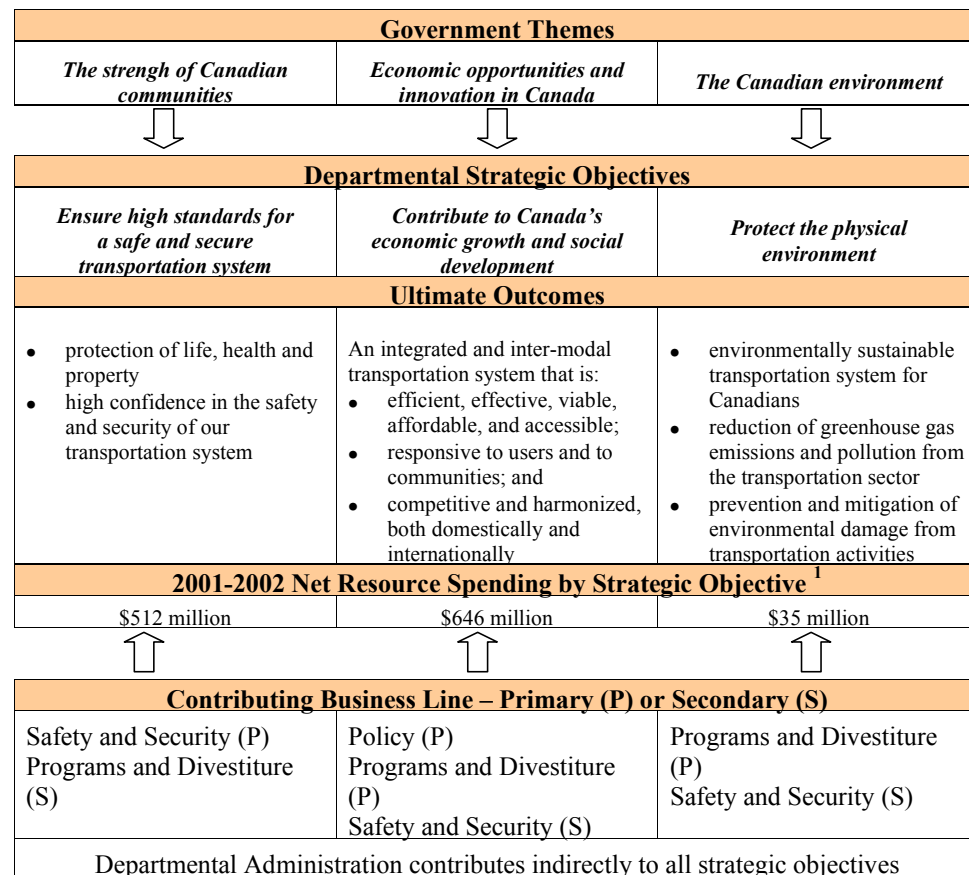 Government Themes
The strengh of Canadian
communities
Economic opportunities and
innovation in Canada
The Canadian environment
Departmental Strategic Objectives
Ensure high standards for
a safe and secure
transportation system
Contribute to Canada's
economic growth and social
development
Protect the physical
environment
Ultimate Outcomes
● protection of life, health and
property
● high confidence in the safety
and security of our
transportation system
An integrated and inter-modal
transportation system that is:
● efficient, effective, viable,
affordable, and accessible;
● responsive to users and to
communities; and
● competitive and harmonized,
both domestically and
internationally
● environmentally sustainable
transportation system for
Canadians
● reduction of greenhouse gas
emissions and pollution from
the transportation sector
● prevention and mitigation of
environmental damage from
transportation activities
2001-2002 Net Resource Spending by Strategic Objective 1
$512 million
$646 million
$35 million
Contributing Business Line – Primary (P) or Secondary (S)
Safety and Security (P)
Programs and Divestiture
(S)
Policy (P)
Programs and Divestiture
(P)
Safety and Security (S)
Programs and Divestiture
(P)
Safety and Security (S)
Departmental Administration contributes indirectly to all strategic objectives